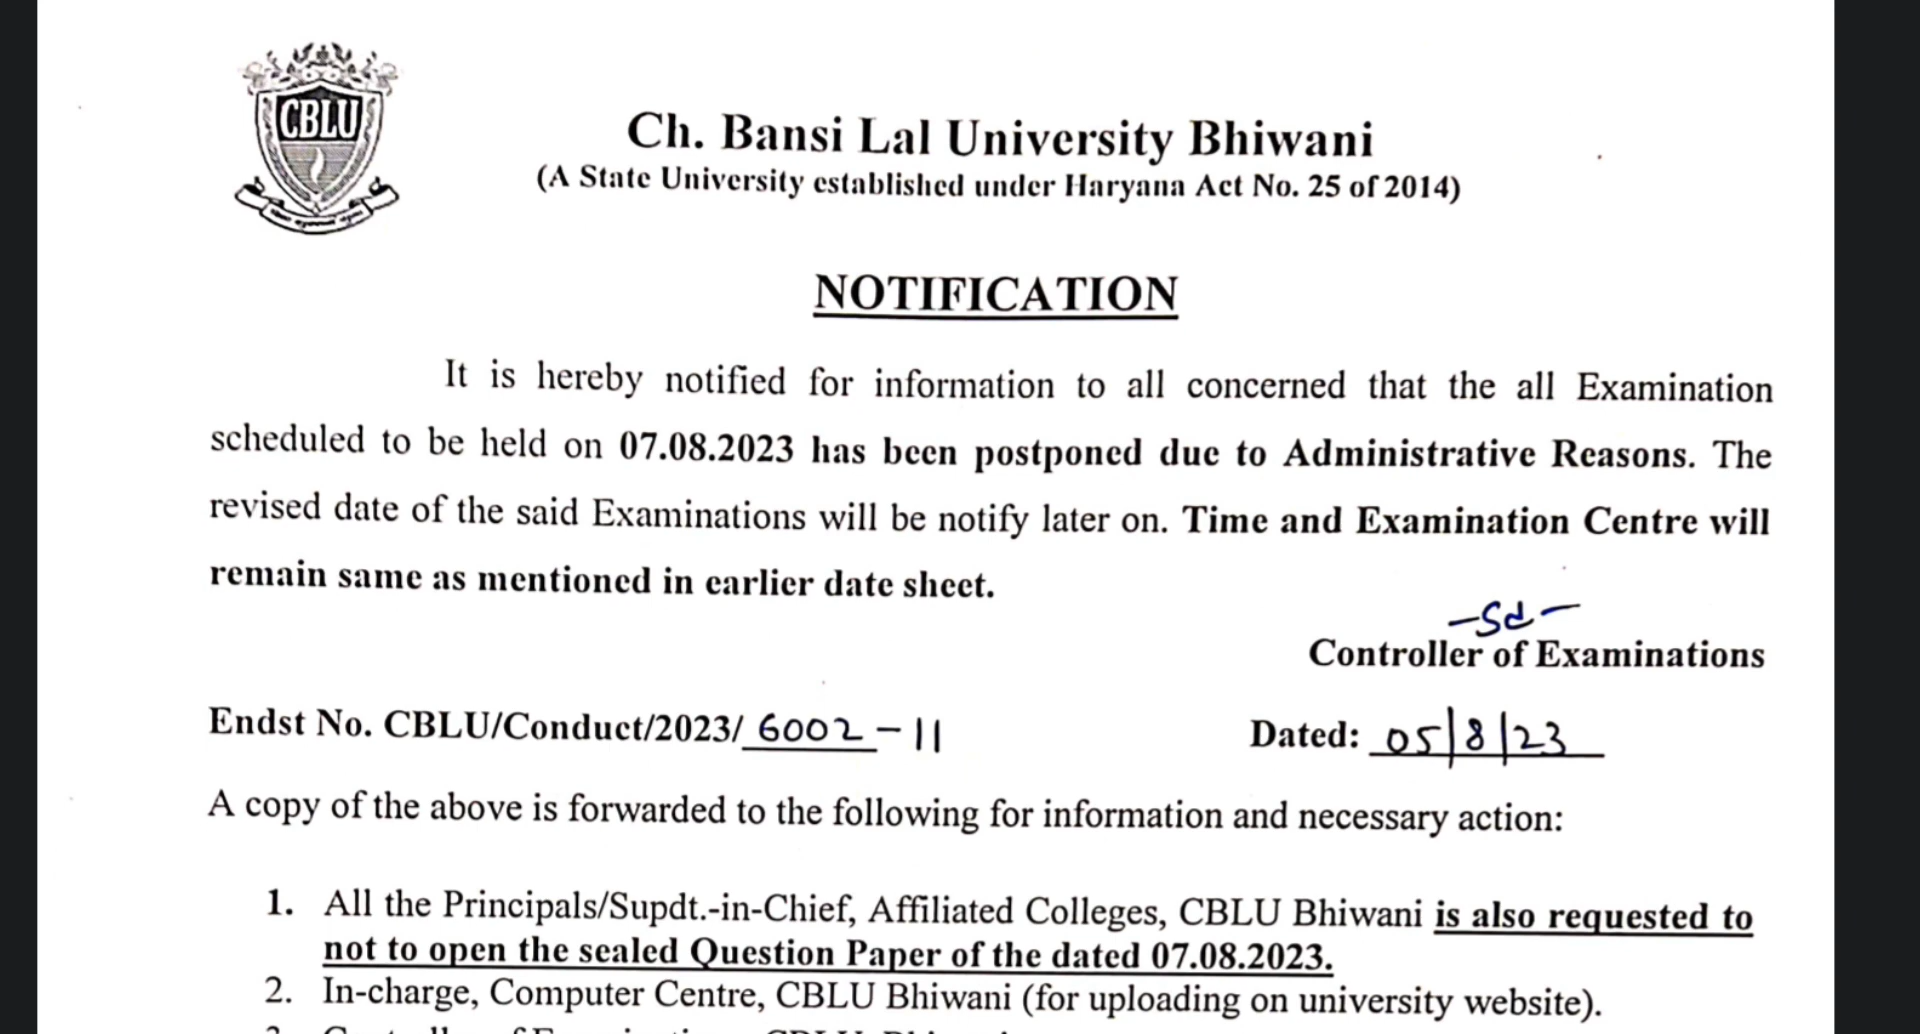 CBLU
Ch. Bansi Lal University Bhiwani
(A State University established under Haryana Act No. 25 of 2014)
NOTIFICATION
It is hereby notified for information to all concerned that the all Examination
scheduled to be held on 07.08.2023 has been postponed due to Administrative Reasons. The
revised date of the said Examinations will be notify later on. Time and Examination Centre will
remain same as mentioned in earlier date sheet.
-Sd-
Controller of Examinations
Endst No. CBLU/Conduct/2023/ 6002-11 Dated: 05/8/23
A copy of the above is forwarded to the following for information and necessary action:
1. All the Principals/Supdt.-in-Chief, Affiliated Colleges, CBLU Bhiwani is also requested to
not to open the sealed Question Paper of the dated 07.08.2023.
2. In-charge, Computer Centre, CBLU Bhiwani (for uploading on university website).